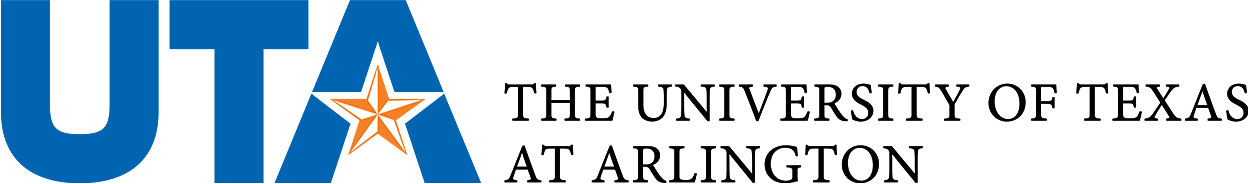 UTA
THE UNIVERSITY OF TEXAS
AT ARLINGTON